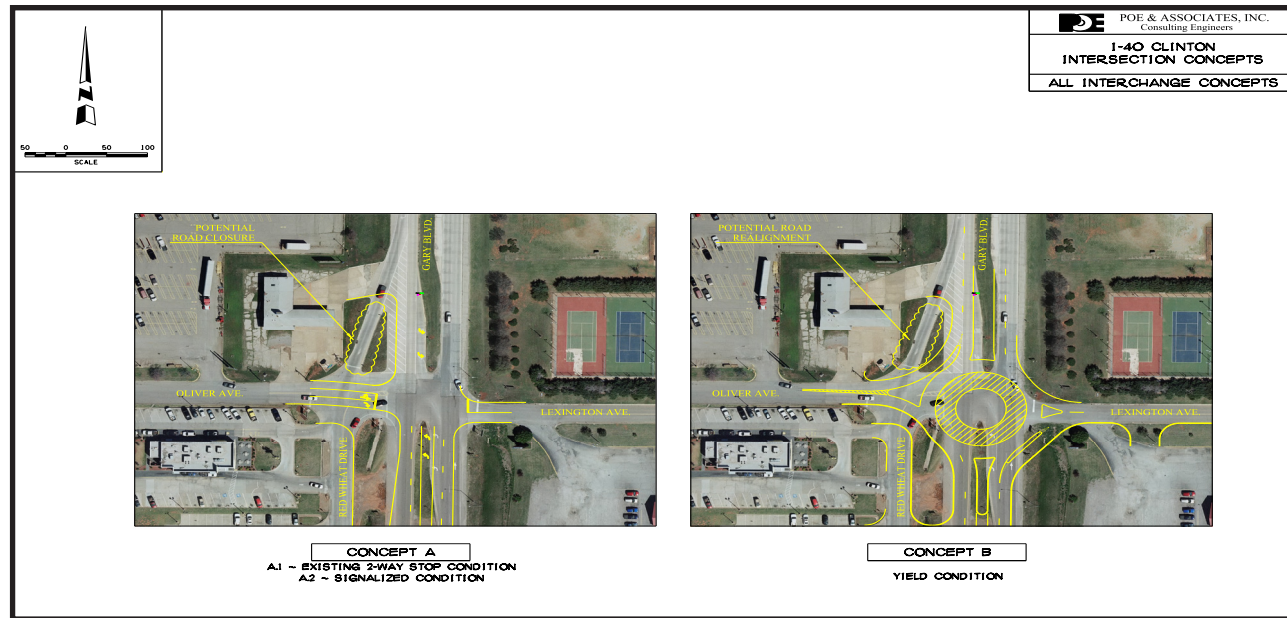 POE & ASSOCIATES, INC.
Consulting Engineers
I-40 CLINTON
INTERSECTION CONCEPTS
ALL INTERCHANGE CONCEPTS
N
50 0 50 100
SCALE
POTENTIAL
ROAD CLOSURE
GARY BLVD.
OLIVER AVE.
LEXINGTON AVE.
RED WHEAT DRIVE
POTENTIAL ROAD
REALIGNMENT
GARY BLVD.
OLIVER AVE.
LEXINGTON AVE.
RED WHEAT DRIVE
CONCEPT A
A.1 ~ EXISTING 2-WAY STOP CONDITION
A.2 ~ SIGNALIZED CONDITION
CONCEPT B
YIELD CONDITION